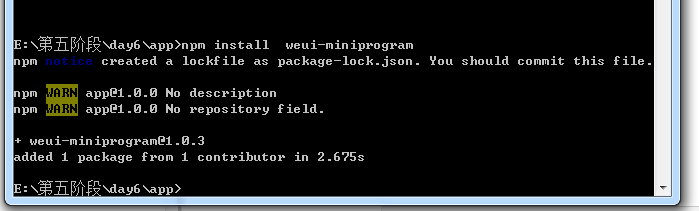 E:\第五阶段\day6\app>npm install  weui-miniprogram
npm notice created a lockfile as package-lock.json. You should commit this file.
npm WARN app@1.0.0 No description
npm WARN app@1.0.0 No repository field.
+ weui-miniprogram@1.0.3
added 1 package from 1 contributor in 2.675s
E:\第五阶段\day6\app>